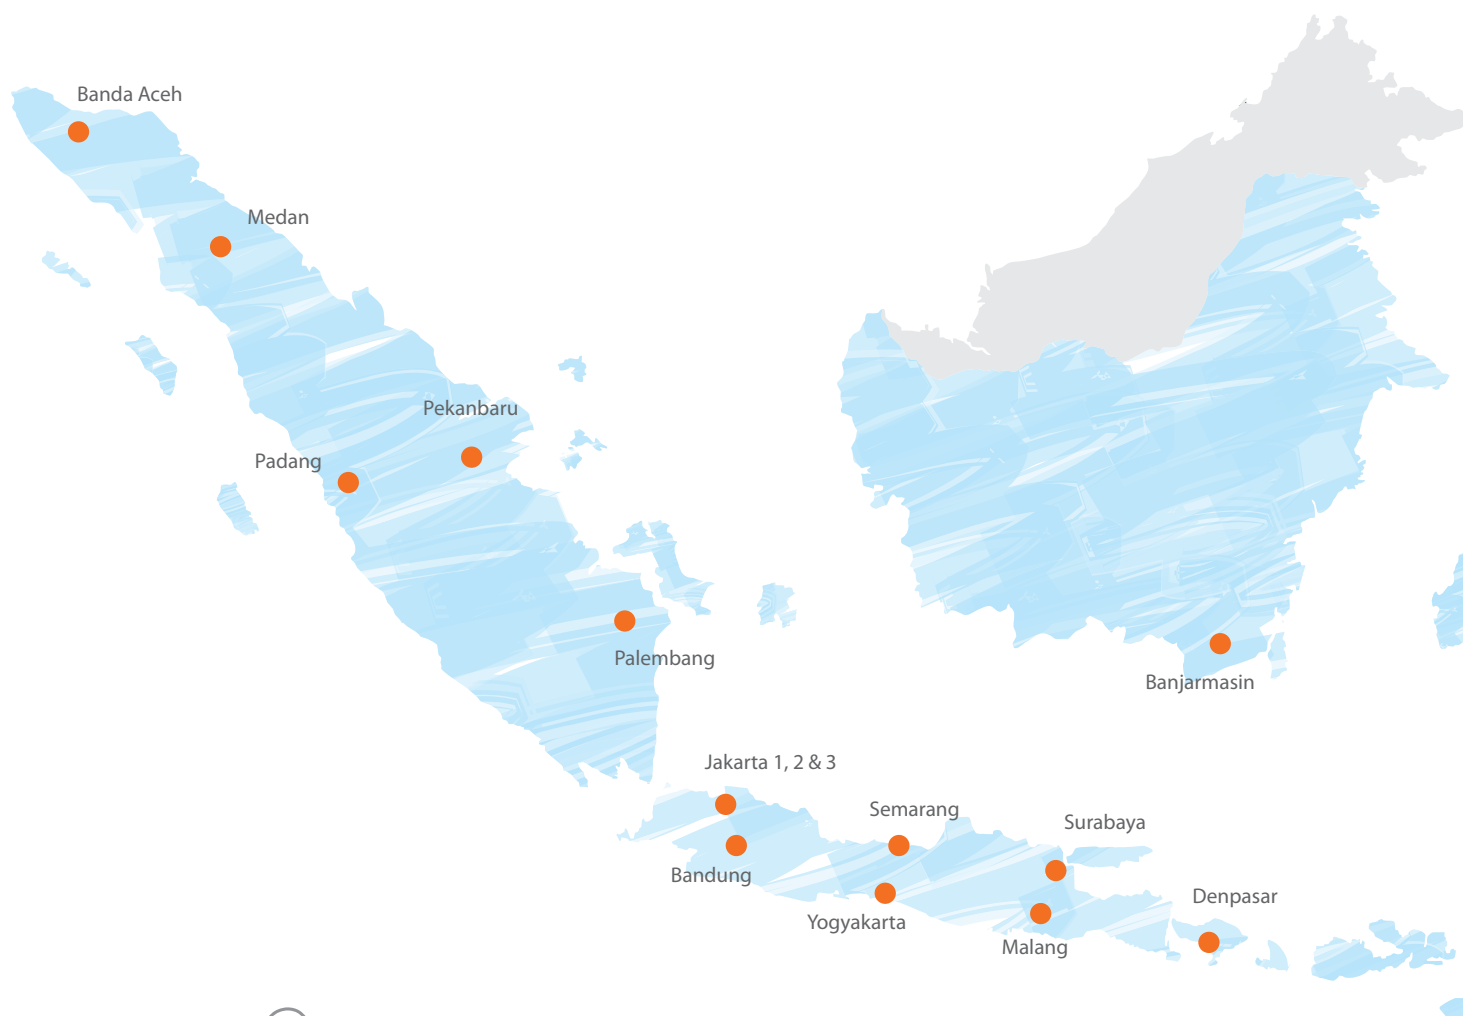 Banda Aceh
Medan
Pekanbaru
Padang
Palembang
Banjarmasin
Jakarta 1, 2 & 3
Semarang
Surabaya
Bandung
Denpasar
Yogyakarta
Malang